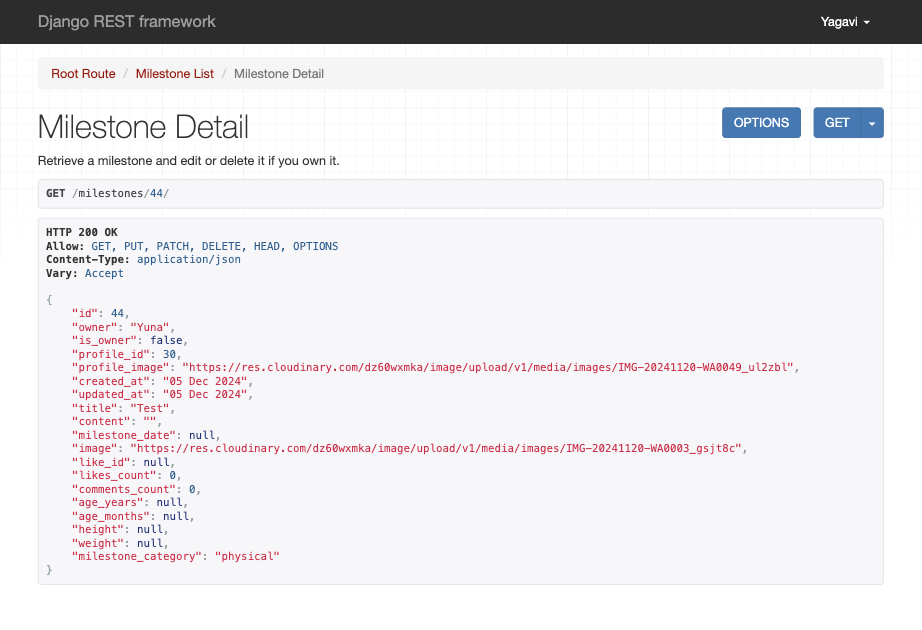 Django REST framework
Yagavi
Root Route / Milestone List / Milestone Detail
Milestone Detail
OPTIONS
GET
Retrieve a milestone and edit or delete it if you own it.
GET /milestones/44/
HTTP 200 OK
Allow: GET, PUT, PATCH, DELETE, HEAD, OPTIONS
Content-Type: application/json
Vary: Accept
{
"id": 44,
"owner": "Yuna",
"is_owner": false,
"profile_id": 30,
"profile_image": "https://res.cloudinary.com/dz60wxmka/image/upload/v1/media/images/IMG-20241120-WA0049_ul2zbl",
"created_at": "05 Dec 2024",
"updated_at": "05 Dec 2024",
"title": "Test",
"content": "",
"milestone_date": null,
"image": "https://res.cloudinary.com/dz60wxmka/image/upload/v1/media/images/IMG-20241120-WA0003_gsjt8c",
"like_id": null,
"likes_count": 0,
"comments_count": 0,
"age_years": null,
"age_months": null,
"height": null,
"weight": null,
"milestone_category": "physical"
}